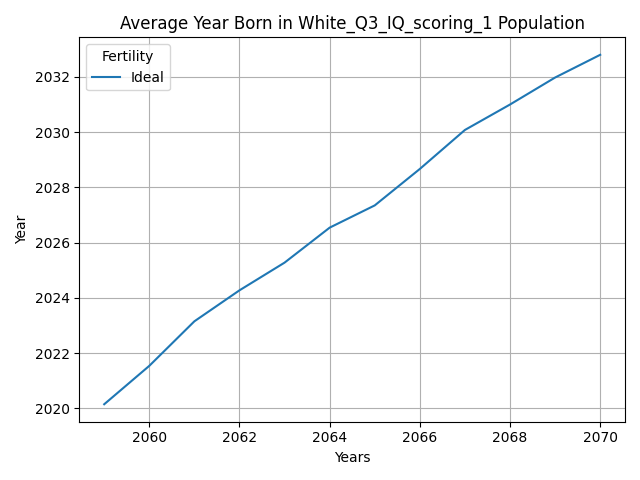 Average Year Born in White_Q3_IQ_scoring_1 Population
Fertility
Ideal
2032
2030
2028
2026
2024
2022
2020
Year
2060 2062 2064 2066 2068 2070
Years